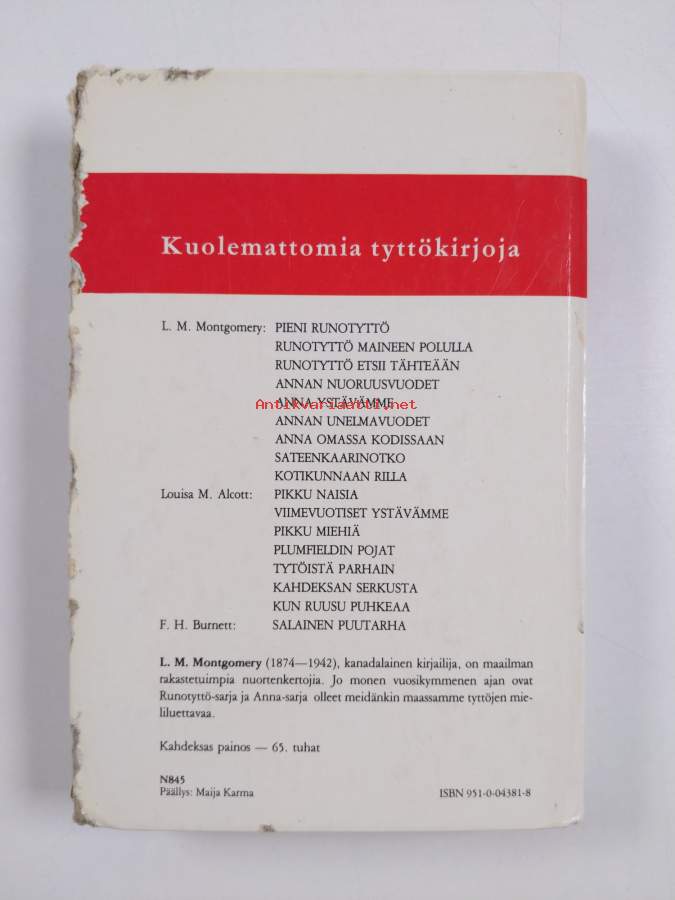 Kuolemattomia tyttökirjoja
L. M. Montgomery: PIENI RUNOTYTTÖ
RUNOTYTTÖ MAINEEN POLULLA
RUNOTYTTÖ ETSII TÄHTEÄÄN
ANNAN NUORUUSVUODET
ANNA YSTÄVÄMME
Antikvariaatti.net
ANNAN UNELMAVUODET
ANNA OMASSA KODISSAAN
SATEENKAARINOTKO
KOTIKUNNAAN RILLA
Louisa M. Alcott: PIKKU NAISIA
VIIMEVUOTISET YSTÄVÄMME
PIKKU MIEHIÄ
PLUMFIELDIN POJAT
TYTÖISTÄ PARHAIN
KAHDEKSAN SERKUSTA
KUN RUUSU PUHKEAA
F. H. Burnett: SALAINEN PUUTARHA
L. M. Montgomery (1874—1942), kanadalainen kirjailija, on maailman
rakastetuimpia nuortenkertojia. Jo monen vuosikymmenen ajan ovat
Runotyttö-sarja ja Anna-sarja olleet meidänkin maassamme tyttöjen mie-
liluettavaa.
Kahdeksas painos — 65. tuhat
N845
Päällys: Maija Karma
ISBN 951-0-04381-8